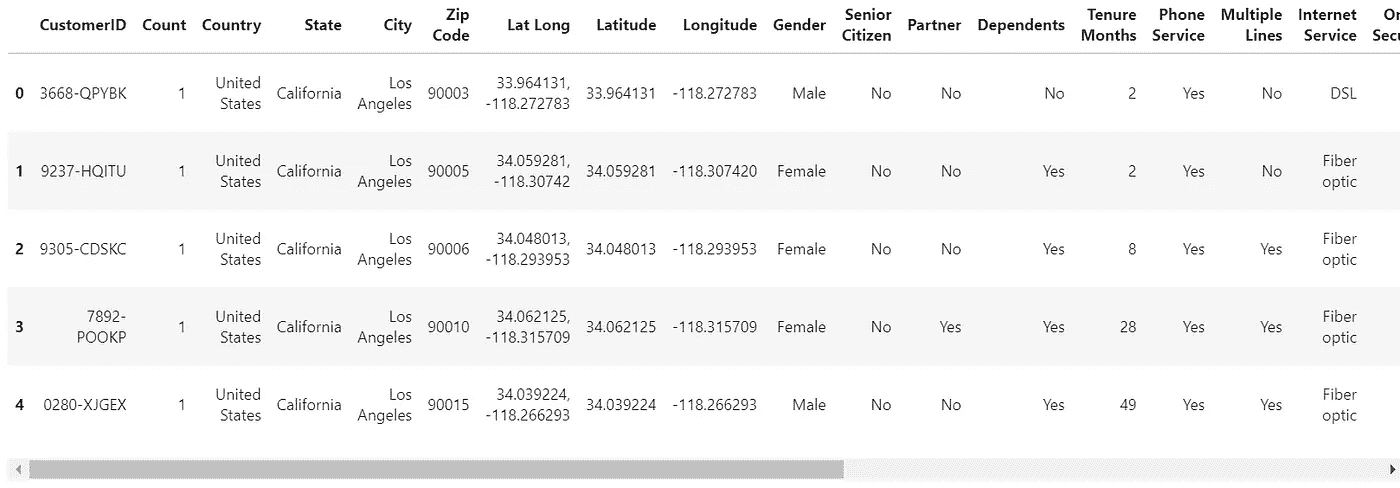 CustomerID Count Country State City Zip Code Lat Long Latitude Longitude Gender Senior Citizen Partner Dependents Tenure Months Phone Service Multiple Lines Internet Service On Secu
0 3668-QPYBK 1 United States California Los Angeles 90003 33.964131, -118.272783 33.964131 -118.272783 Male No No No 2 Yes No DSL
1 9237-HQITU 1 United States California Los Angeles 90005 34.059281, -118.30742 34.059281 -118.307420 Female No No Yes 2 Yes No Fiber optic
2 9305-CDSKC 1 United States California Los Angeles 90006 34.048013, -118.293953 34.048013 -118.293953 Female No No Yes 8 Yes Yes Fiber optic
3 7892-POOKP 1 United States California Los Angeles 90010 34.062125, -118.315709 34.062125 -118.315709 Female No Yes Yes 28 Yes Yes Fiber optic
4 0280-XJGEX 1 United States California Los Angeles 90015 34.039224, -118.266293 34.039224 -118.266293 Male No No Yes 49 Yes Yes Fiber optic